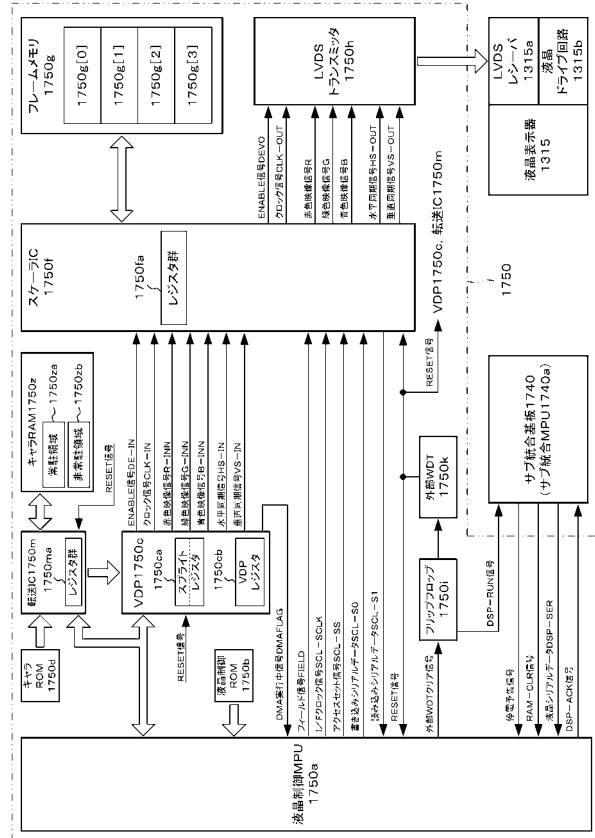 フレームメモリ
1750g
1750g[0]
1750g[1]
1750g[2]
1750g[3]
LVDS
トランスミッタ
1750h
LVDS
レシーバ
1315a
液晶
ドライブ回路
1315b
液晶表示器
1315
ENABLE信号DEVO
クロック信号CLK-OUT
赤色映像信号R
緑色映像信号G
青色映像信号B
水平同期信号HS-OUT
垂直同期信号VS-OUT
スケーラIC
1750f
1750fa
レジスタ群
RESET信号
VDP1750c、転送IC1750m
1750
キャラRAM1750z
常駐領域
1750za
非常駐領域
1750zb
RESET信号
ENABLE信号DE-IN
クロック信号CLK-IN
赤色映像信号R-INN
緑色映像信号G-INN
青色映像信号B-INN
水平同期信号HS-IN
垂直同期信号VS-IN
転送IC1750m
1750ma
レジスタ群
VDP1750c
1750ca
スプライト
レジスタ
1750cb
VDP
レジスタ
キャラ
ROM
1750d
RESET信号
液晶制御
ROM
1750b
DMA実行中信号DMAFLAG
フィールド信号FIELD
I/Fクロック信号SCL-SCLK
アクセスセット信号SCL-SS
書き込みシリアルデータSCL-S0
読み込みシリアルデータSCL-S1
RESET信号
外部WDTクリア信号
外部WDT
1750k
フリップフロップ
1750i
DSP-RUN信号
サブ統合基板1740
(サブ統合MPU1740a)
停電予告信号
RAM-CLR信号
液晶シリアルデータDSP-SER
DSP-ACK信号
液晶制御MPU
1750a